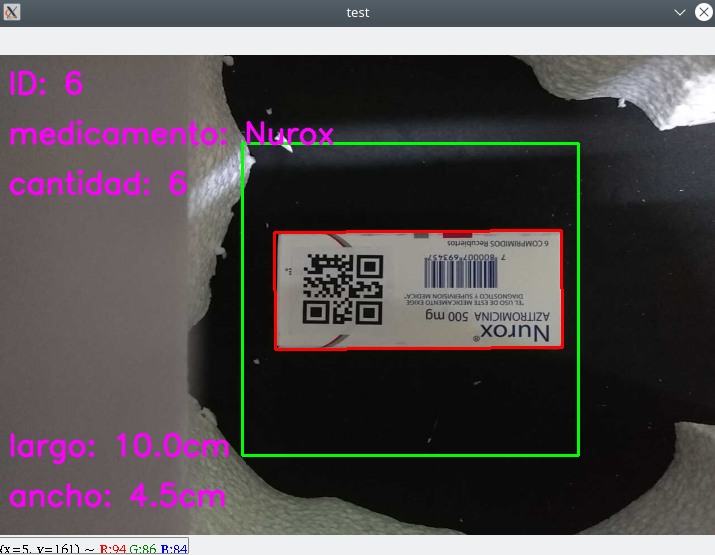 test
ID: 6
medicamento: Nurox
cantidad: 6
Nurox®
AZITROMICINA 500 mg
"EL USO DE ESTE MEDICAMENTO EXIGE
DIAGNOSTICO Y SUPERVISION MEDICA"
7 800007 693437
6 COMPRIMIDOS Recubiertos
largo: 10.0cm
ancho: 4.5cm
(x=5, y=161) ~ R:94 G:86 B:84